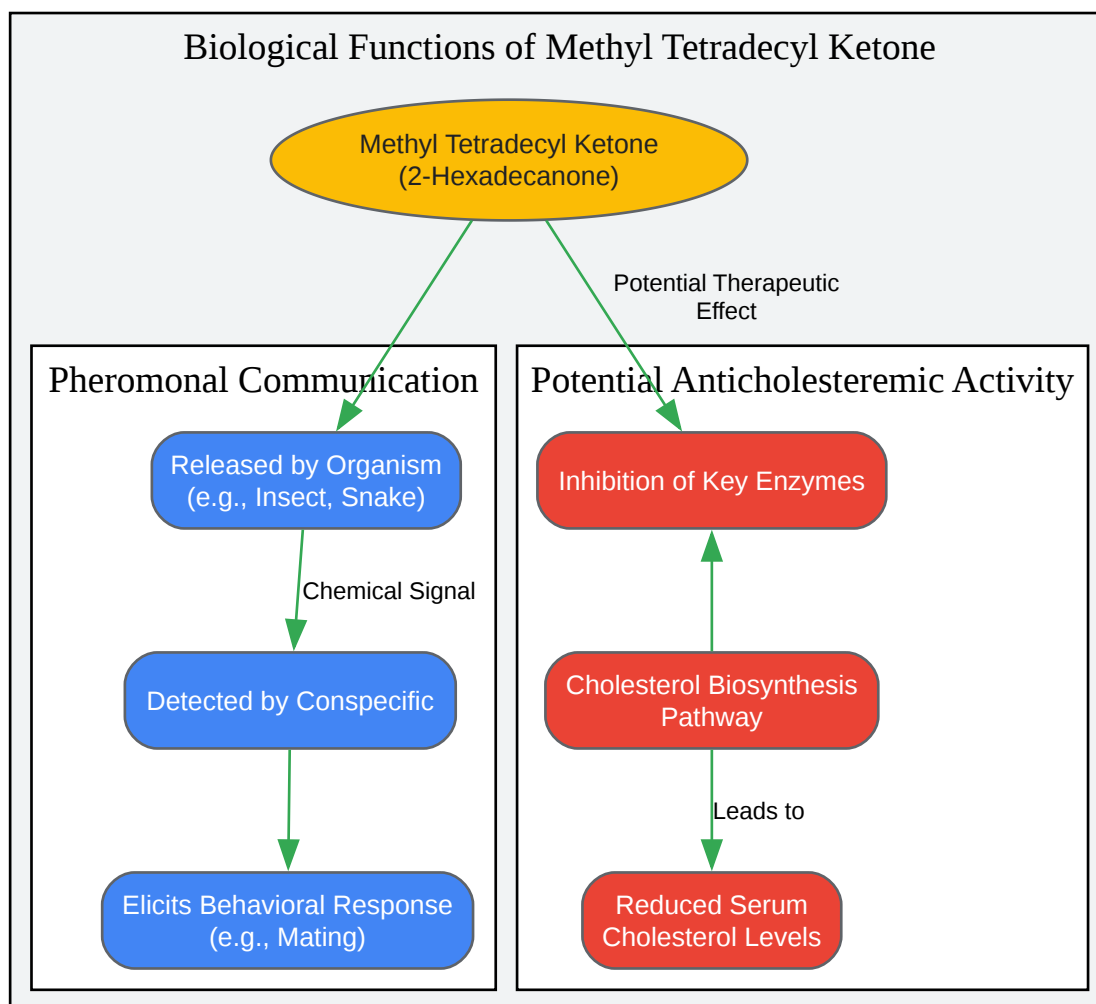 Biological Functions of Methyl Tetradecyl Ketone
Methyl Tetradecyl Ketone
(2-Hexadecanone)
Potential Therapeutic
Effect
Pheromonal Communication
Released by Organism
(e.g., Insect, Snake)
Chemical Signal
Detected by Conspecific
Elicits Behavioral Response
(e.g., Mating)
Potential Anticholesteremic Activity
Inhibition of Key Enzymes
Cholesterol Biosynthesis
Pathway
Leads to
Reduced Serum
Cholesterol Levels